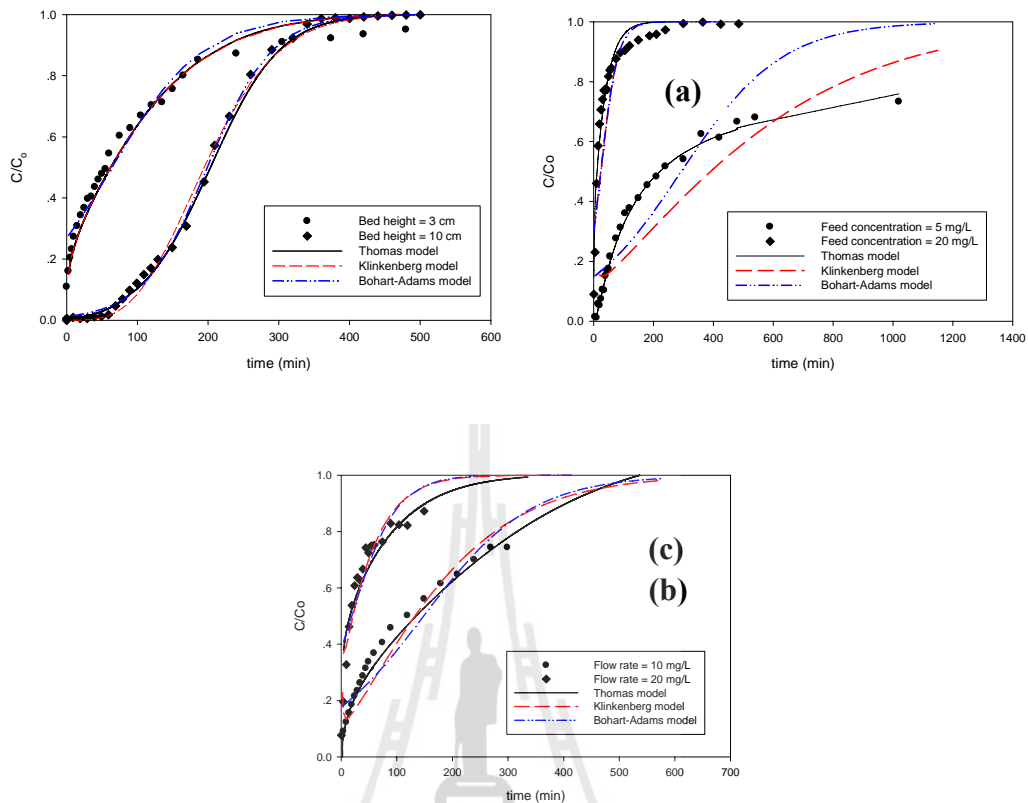 1.0
.8
.6
.4
.2
0.0
C/C₀
0 100 200 300 400 500 600
time (min)
Bed height = 3 cm
Bed height = 10 cm
Thomas model
Klinkenberg model
Bohart-Adams model
1.0
.8
.6
.4
.2
0.0
C/Co
0 200 400 600 800 1000 1200 1400
time (min)
(a)
Feed concentration = 5 mg/L
Feed concentration = 20 mg/L
Thomas model
Klinkenberg model
Bohart-Adams model
1.0
.8
.6
.4
.2
0.0
C/Co
0 100 200 300 400 500 600 700
time (min)
(c)
(b)
Flow rate = 10 mg/L
Flow rate = 20 mg/L
Thomas model
Klinkenberg model
Bohart-Adams model